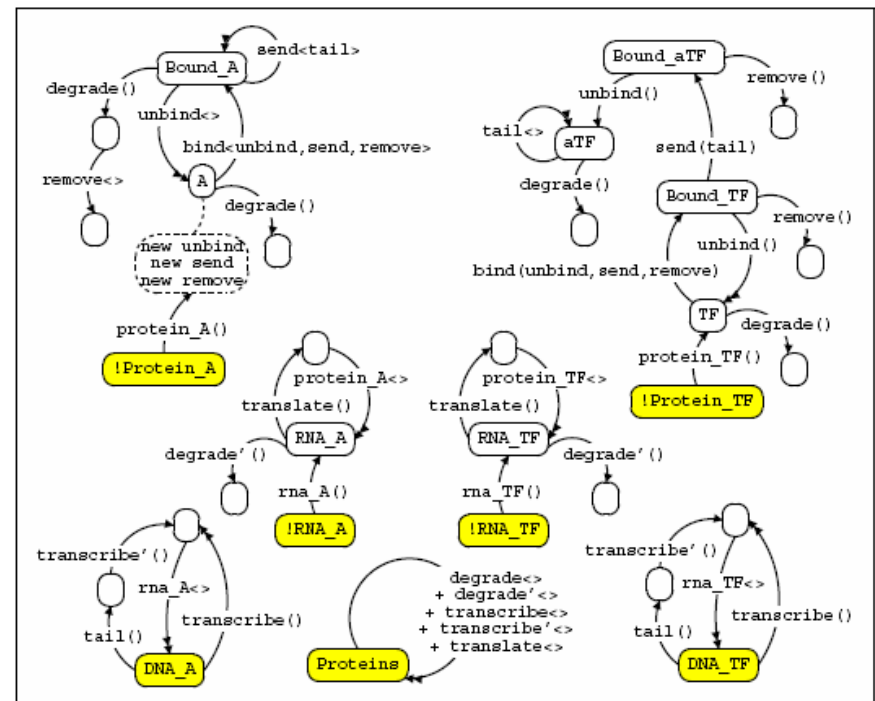 send<tail>
Bound_A
degrade()
unbind<>
bind<unbind,send,remove>
remove<>
A
degrade()
new unbind
new send
new remove
protein_A()
!Protein_A
Bound_aTF
remove()
unbind()
tail<>
aTF
send(tail)
degrade()
Bound_TF
remove()
unbind()
bind(unbind,send,remove)
TF
degrade()
protein_TF()
!Protein_TF
protein_A<>
translate()
RNA_A
degrade'()
rna_A()
!RNA_A
protein_TF<>
translate()
RNA_TF
degrade'()
rna_TF()
!RNA_TF
transcribe'()
rna_A<>
transcribe()
tail()
DNA_A
degrade<>
+ degrade'<>
+ transcribe<>
+ transcribe'<>
+ translate<>
Proteins
transcribe'()
rna_TF<>
transcribe()
tail()
DNA_TF